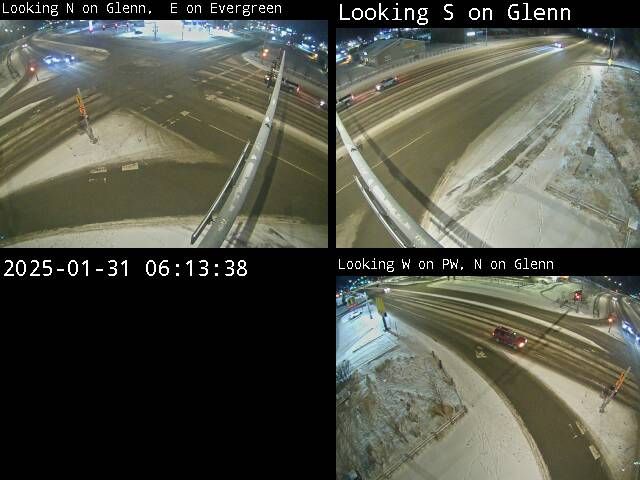 Looking N on Glenn,  E on Evergreen
Looking S on Glenn
2025-01-31 06:13:38
Looking W on PW, N on Glenn